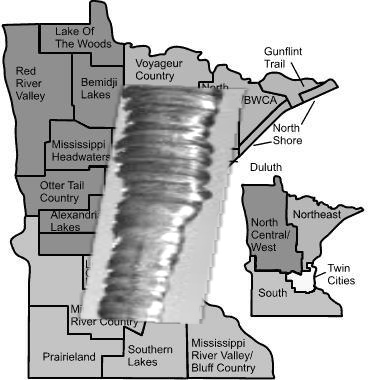 Lake Of
The Woods
Gunflint
Trail
Voyageur
Country
Red
River
Valley
Bemidji
Lakes
North
/BWCA
North
Shore
Mississippi
Headwaters
Duluth
Otter Tail
Country
Lakes
Northeast
North
Central/
West
Twin
Cities
South
River Country
Prairieland
Southern
Lakes
Mississippi
River Valley/
Bluff Country